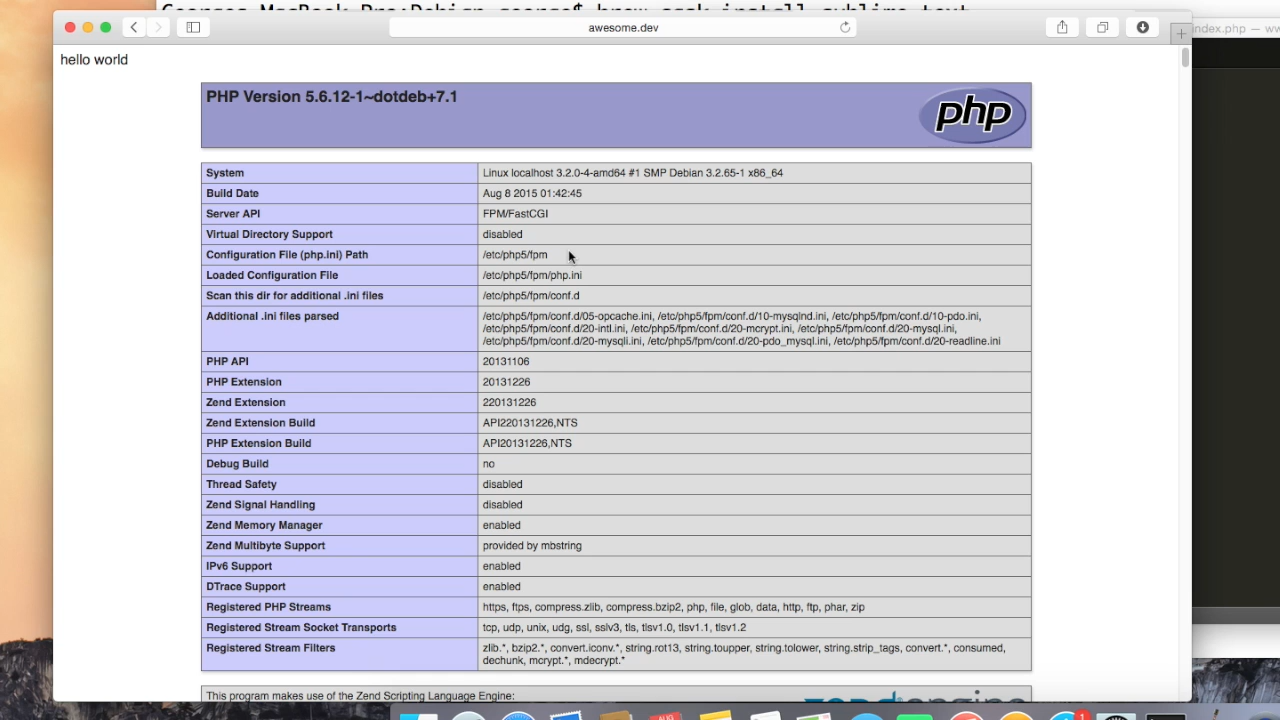 awesome.dev
index.php — ww
hello world
PHP Version 5.6.12-1~dotdeb+7.1
php
System Linux localhost 3.2.0-4-amd64 #1 SMP Debian 3.2.65-1 x86_64
Build Date Aug 8 2015 01:42:45
Server API FPM/FastCGI
Virtual Directory Support disabled
Configuration File (php.ini) Path /etc/php5/fpm
Loaded Configuration File /etc/php5/fpm/php.ini
Scan this dir for additional .ini files /etc/php5/fpm/conf.d
Additional .ini files parsed /etc/php5/fpm/conf.d/05-opcache.ini, /etc/php5/fpm/conf.d/10-mysqlnd.ini, /etc/php5/fpm/conf.d/10-pdo.ini,
/etc/php5/fpm/conf.d/20-intl.ini, /etc/php5/fpm/conf.d/20-mcrypt.ini, /etc/php5/fpm/conf.d/20-mysql.ini,
/etc/php5/fpm/conf.d/20-mysqli.ini, /etc/php5/fpm/conf.d/20-pdo_mysql.ini, /etc/php5/fpm/conf.d/20-readline.ini
PHP API 20131106
PHP Extension 20131226
Zend Extension 220131226
Zend Extension Build API220131226,NTS
PHP Extension Build API20131226,NTS
Debug Build no
Thread Safety disabled
Zend Signal Handling disabled
Zend Memory Manager enabled
Zend Multibyte Support provided by mbstring
IPv6 Support enabled
DTrace Support enabled
Registered PHP Streams https, ftps, compress.zlib, compress.bzip2, php, file, glob, data, http, ftp, phar, zip
Registered Stream Socket Transports tcp, udp, unix, udg, ssl, sslv3, tls, tlsv1.0, tlsv1.1, tlsv1.2
Registered Stream Filters zlib.*, bzip2.*, convert.iconv.*, string.rot13, string.toupper, string.tolower, string.strip_tags, convert.*, consumed,
dechunk, mcrypt.*, mdecrypt.*
This program makes use of the Zend Scripting Language Engine:
AUG
1